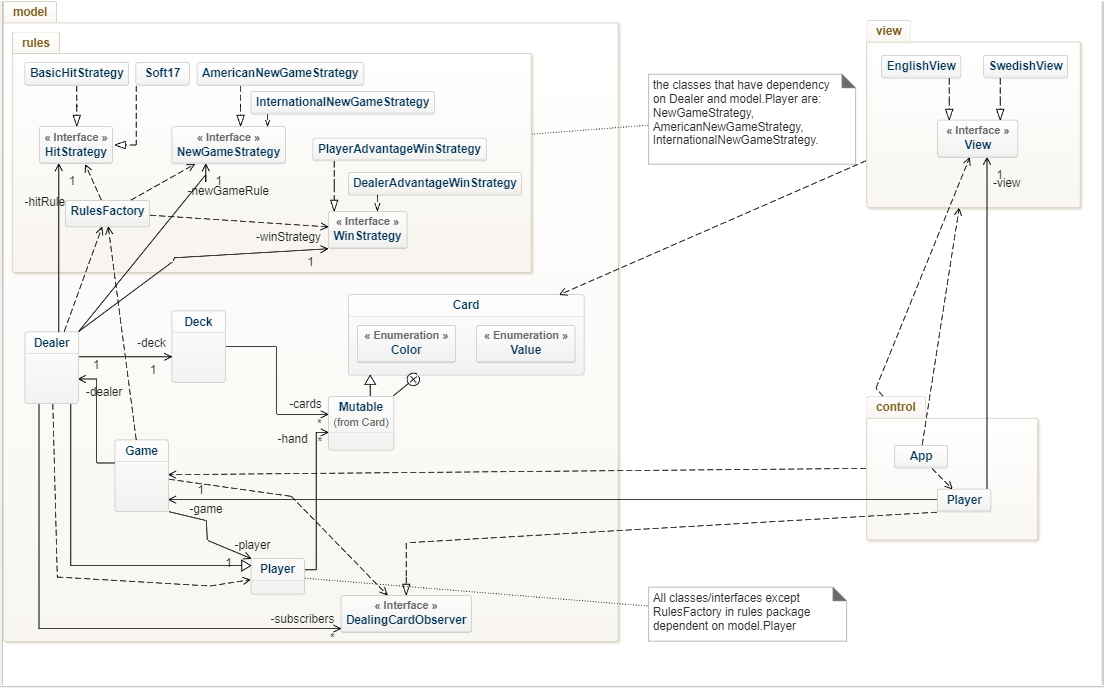 model
rules
BasicHitStrategy
Soft17
AmericanNewGameStrategy
InternationalNewGameStrategy
« Interface »
HitStrategy
« Interface »
NewGameStrategy
PlayerAdvantageWinStrategy
DealerAdvantageWinStrategy
1
1
-newGameRule
-hitRule
RulesFactory
« Interface »
WinStrategy
-winStrategy
1
the classes that have dependency
on Dealer and model.Player are:
NewGameStrategy,
AmericanNewGameStrategy,
InternationalNewGameStrategy.
view
EnglishView
SwedishView
« Interface »
View
1
-view
Card
« Enumeration »
Color
« Enumeration »
Value
Deck
Dealer
-deck
1
1
-dealer
-cards
*
Mutable
(from Card)
-hand
*
Game
1
-game
-player
1
Player
control
App
Player
« Interface »
DealingCardObserver
-subscribers
*
All classes/interfaces except
RulesFactory in rules package
dependent on model.Player